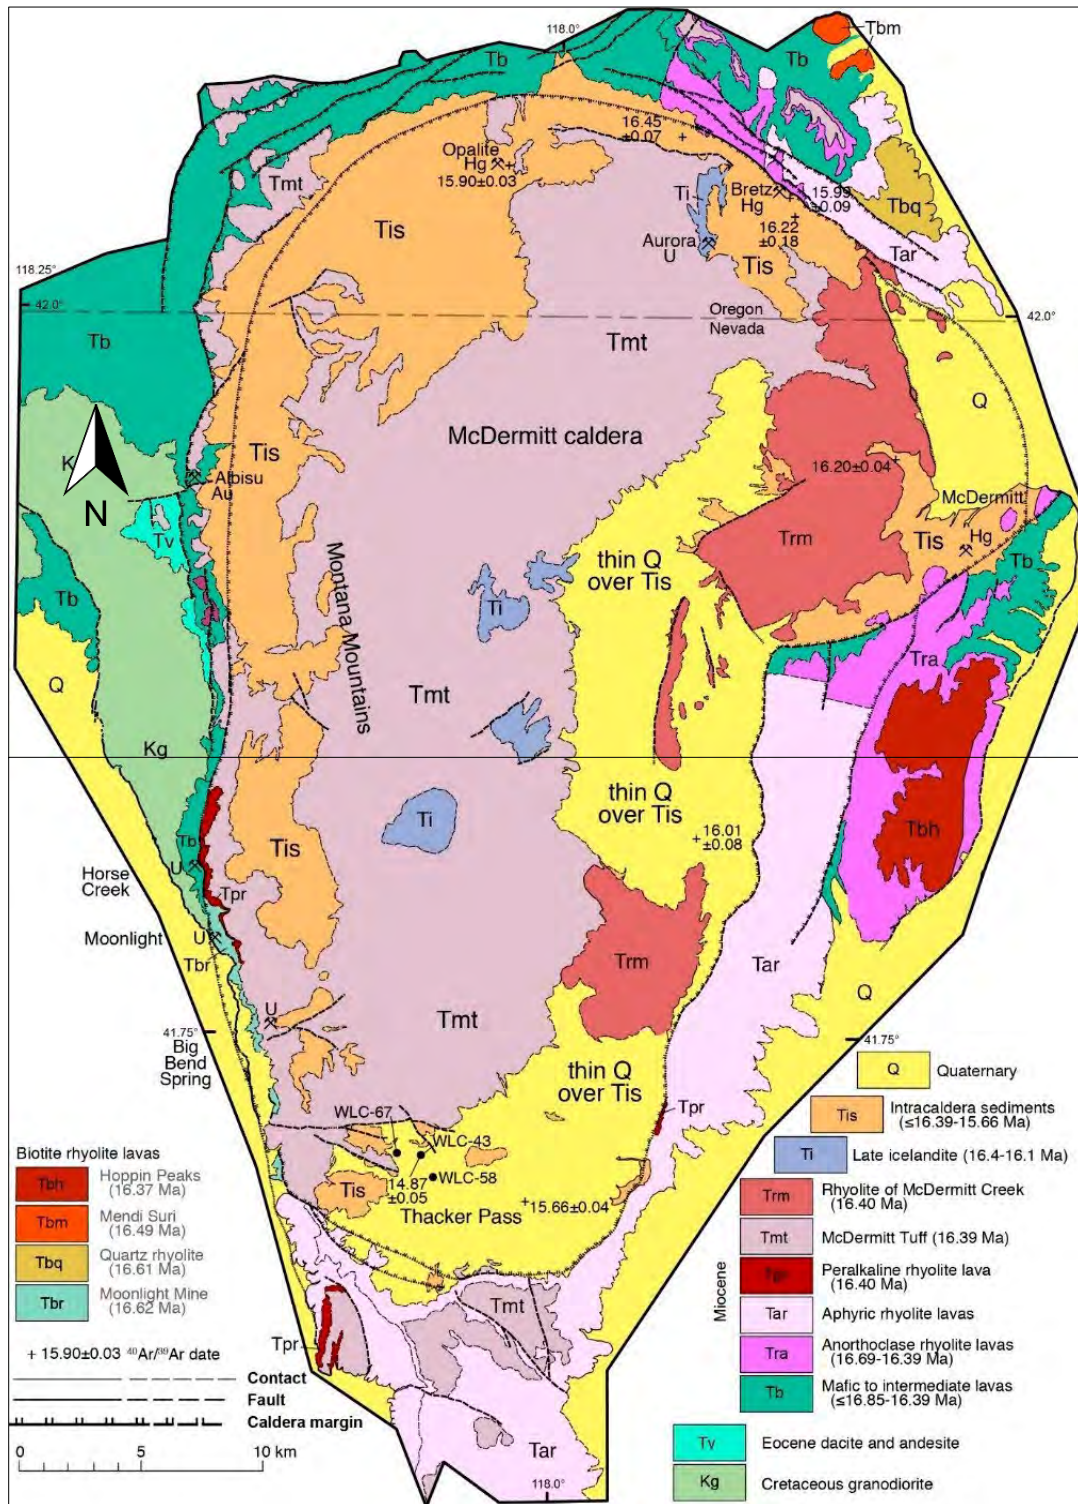 118.0°
Tbm
Tb
Tb
16.45
±0.07
Opalite
Hg
15.90±0.03
Tmt
Ti
Bretz
Hg
15.99
±0.09
Tbq
Tis
16.22
±0.18
Aurora
U
Tis
Tar
118.25°
42.0°
Oregon
Nevada
42.0°
Tb
Tmt
Q
McDermitt caldera
Tis
K
Albisu
Au
16.20±0.04
McDermitt
Hg
N
Tv
Trm
Tis
thin Q
over Tis
Tb
Tb
Montana Mountains
Ti
Tra
Q
Tmt
Kg
thin Q
over Tis
Ti
Tbh
16.01
±0.08
Tb
Tis
U
Horse
Creek
Tpr
Moonlight
U
Tbr
Trm
Tar
Q
U
Tmt
41.75°
41.75°
Big
Bend
Spring
thin Q
over Tis
Tpr
WLC-67
WLC-43
WLC-58
14.87
±0.05
Tis
15.66±0.04
Thacker Pass
Tmt
Tpr
Tar
118.0°
Q Quaternary
Tis Intracaldera sediments
(≤16.39-15.66 Ma)
Ti Late icelandite (16.4-16.1 Ma)
Miocene
Trm Rhyolite of McDermitt Creek
(16.40 Ma)
Tmt McDermitt Tuff (16.39 Ma)
Tpr Peralkaline rhyolite lava
(16.40 Ma)
Tar Aphyric rhyolite lavas
Tra Anorthoclase rhyolite lavas
(16.69-16.39 Ma)
Tb Mafic to intermediate lavas
(≤16.85-16.39 Ma)
Tv Eocene dacite and andesite
Kg Cretaceous granodiorite
Biotite rhyolite lavas
Tbh Hoppin Peaks
(16.37 Ma)
Tbm Mendi Suri
(16.49 Ma)
Tbq Quartz rhyolite
(16.61 Ma)
Tbr Moonlight Mine
(16.62 Ma)
+ 15.90±0.03 ⁴⁰Ar/³⁹Ar date
Contact
Fault
Caldera margin
0 5 10 km